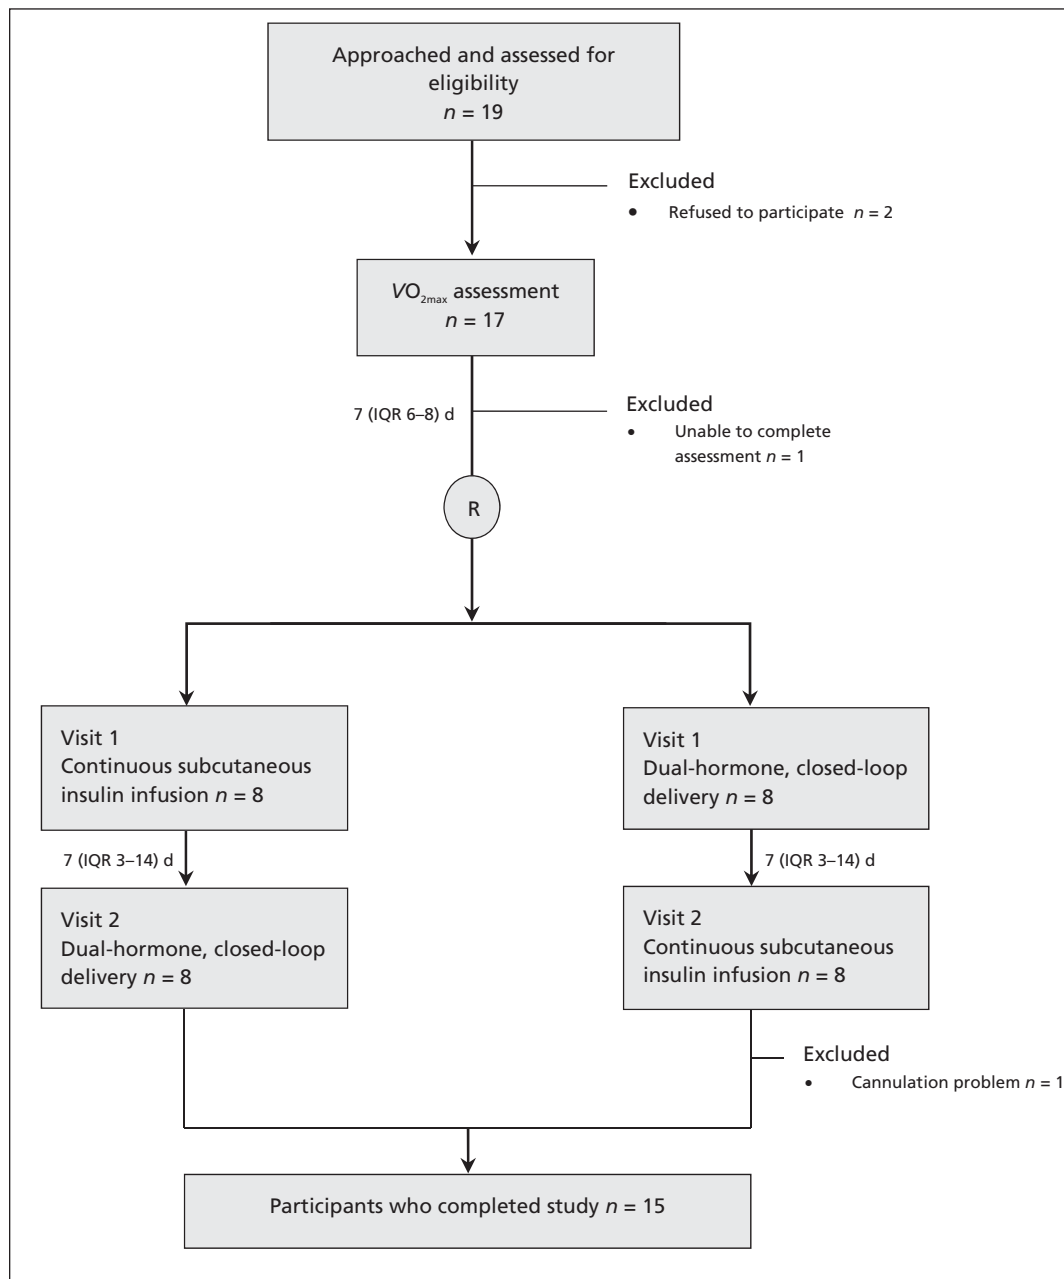 Approached and assessed for
eligibility
n = 19
Excluded
• Refused to participate n = 2
VO2max assessment
n = 17
7 (IQR 6–8) d
Excluded
• Unable to complete
assessment n = 1
R
Visit 1
Continuous subcutaneous
insulin infusion n = 8
Visit 1
Dual-hormone, closed-loop
delivery n = 8
7 (IQR 3–14) d
7 (IQR 3–14) d
Visit 2
Dual-hormone, closed-loop
delivery n = 8
Visit 2
Continuous subcutaneous
insulin infusion n = 8
Excluded
• Cannulation problem n = 1
Participants who completed study n = 15